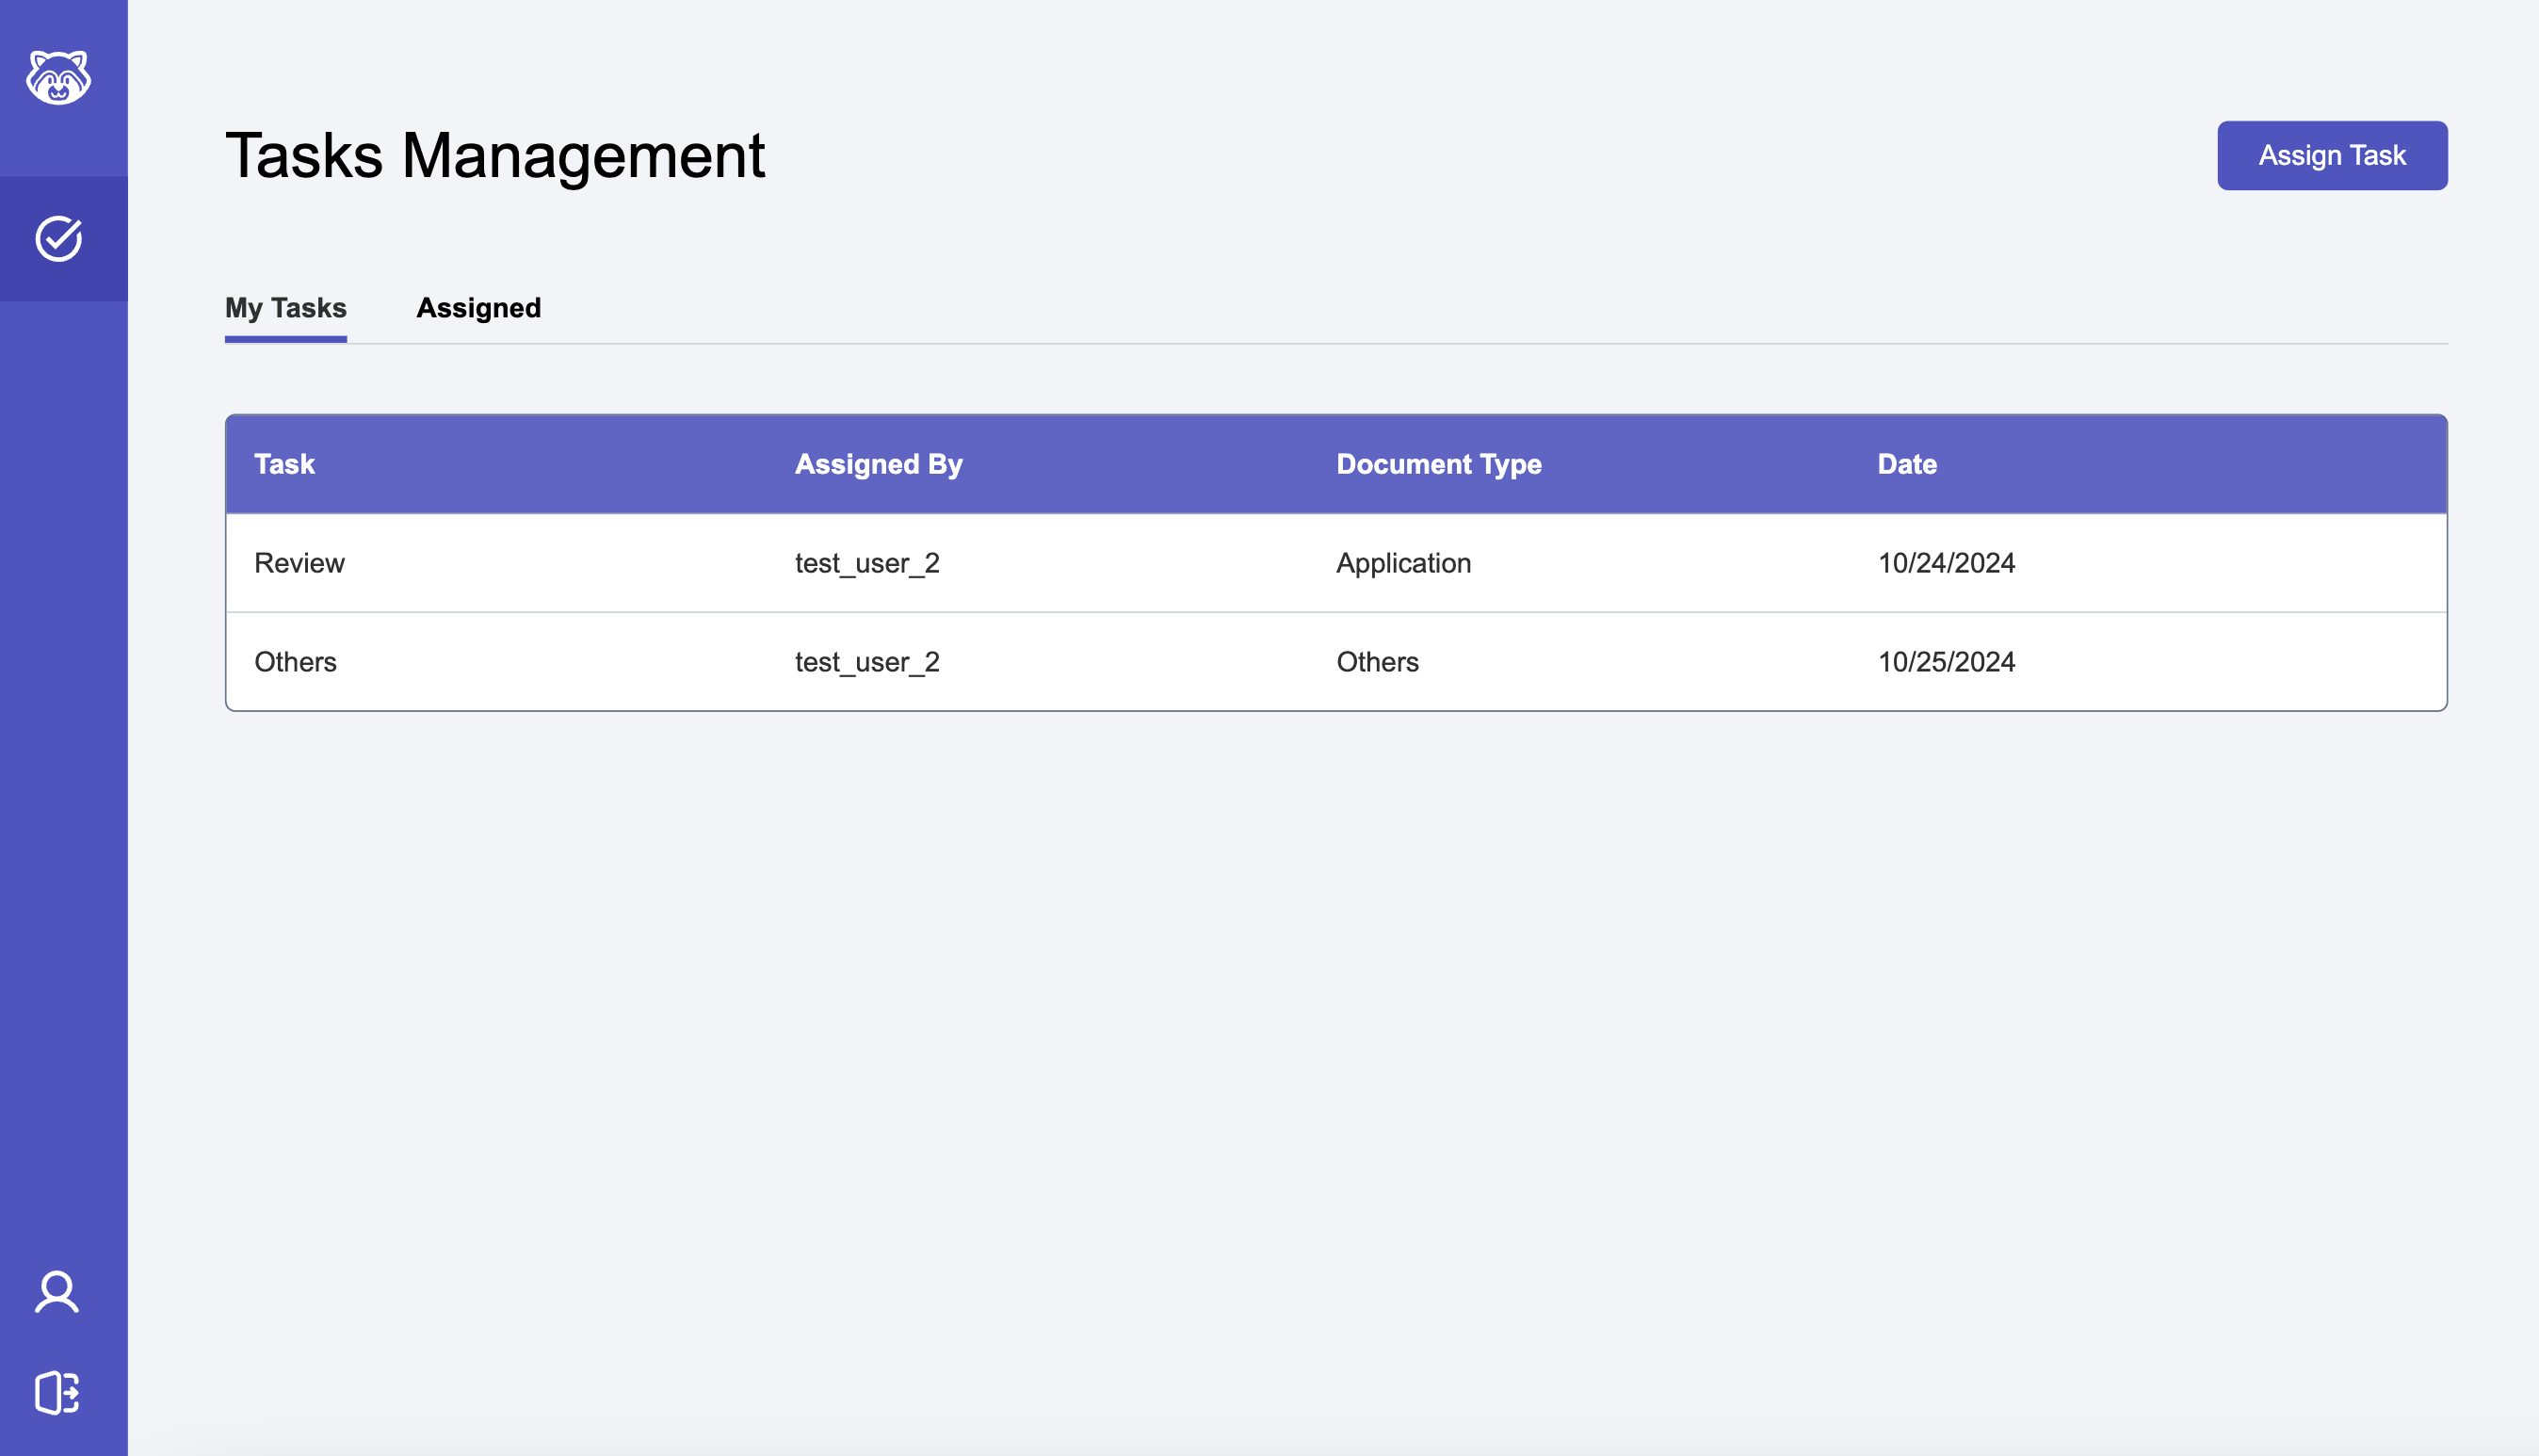 Tasks Management
Assign Task
My Tasks Assigned
Task Assigned By Document Type Date
Review test_user_2 Application 10/24/2024
Others test_user_2 Others 10/25/2024